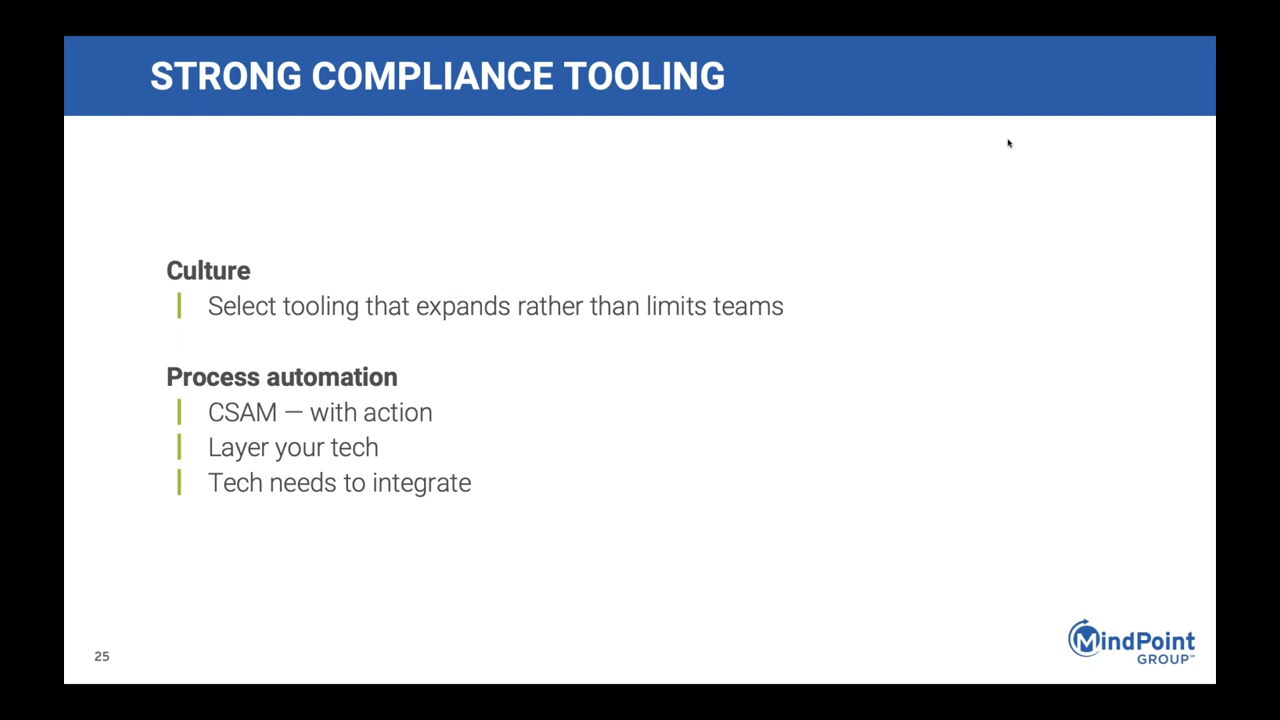 STRONG COMPLIANCE TOOLING
Culture
Select tooling that expands rather than limits teams
Process automation
CSAM — with action
Layer your tech
Tech needs to integrate
25
MindPoint
GROUP℠